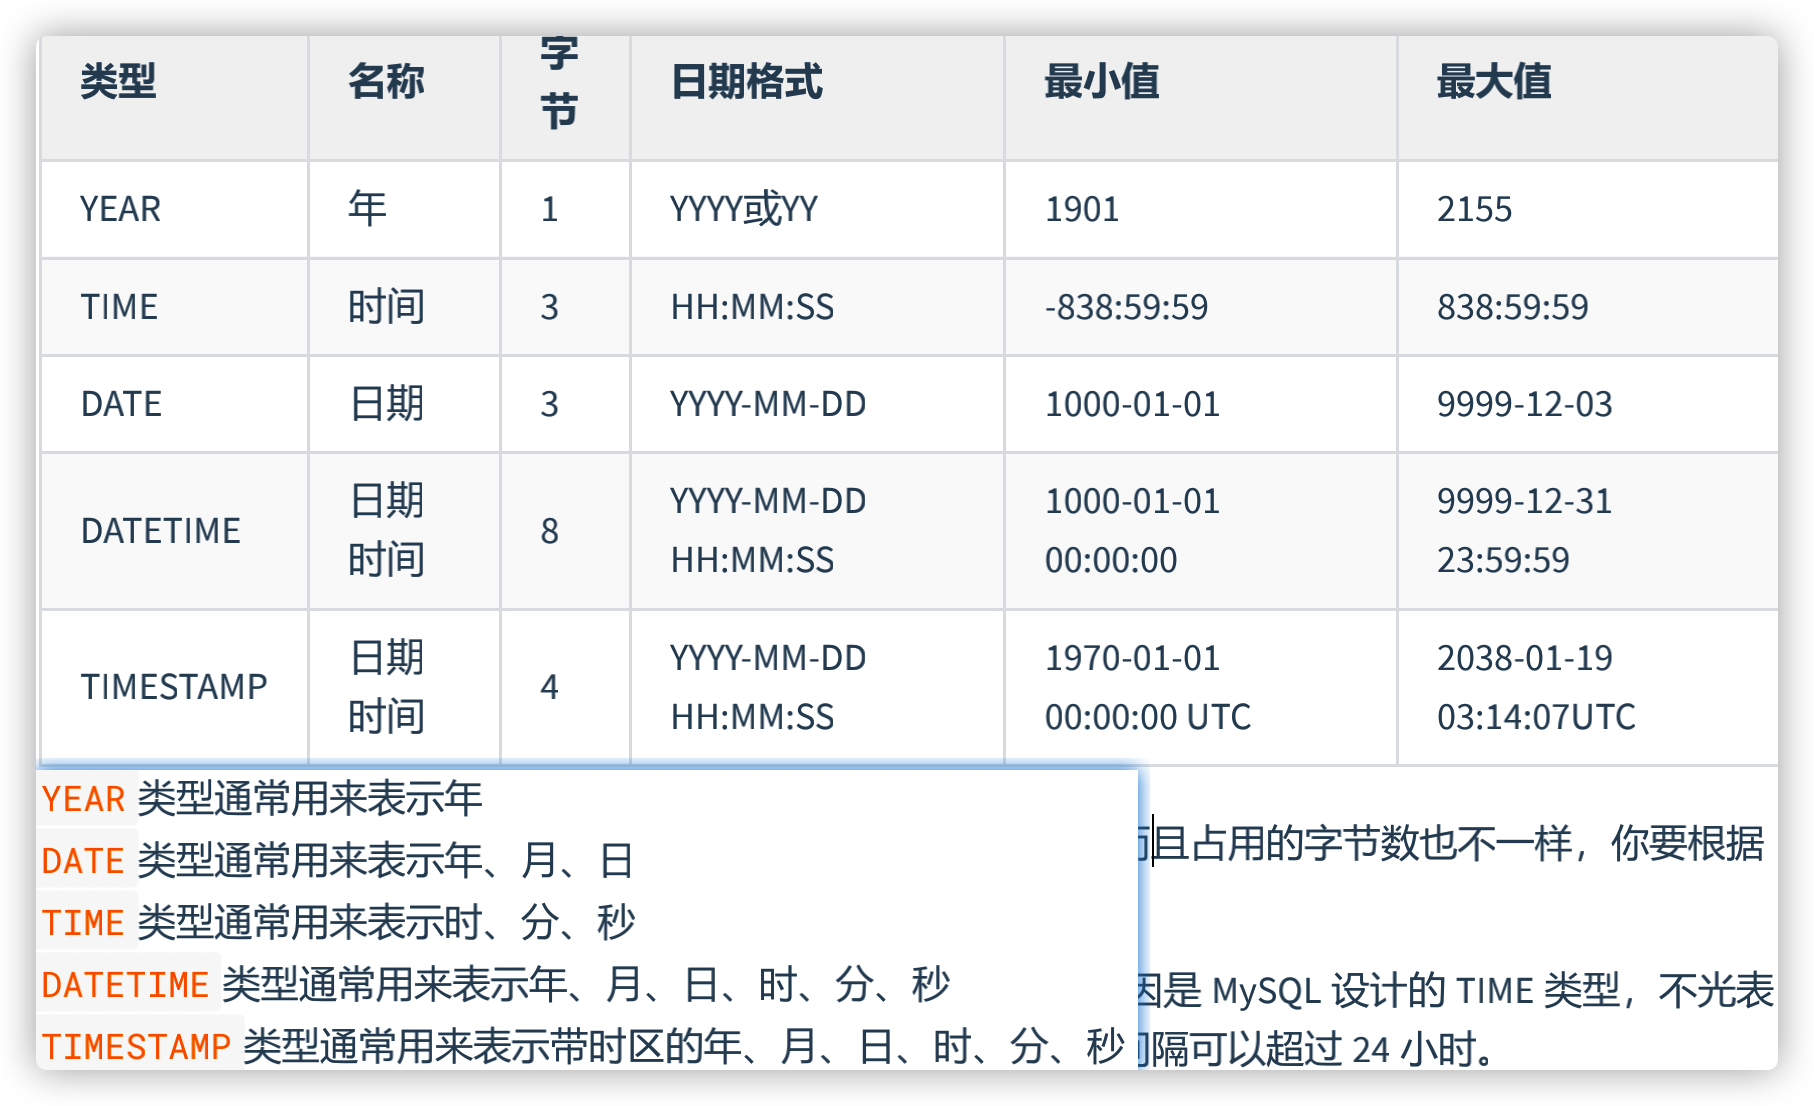 类型 名称 字节 日期格式 最小值 最大值
YEAR 年 1 YYYY或YY 1901 2155
TIME 时间 3 HH:MM:SS -838:59:59 838:59:59
DATE 日期 3 YYYY-MM-DD 1000-01-01 9999-12-03
DATETIME 日期时间 8 YYYY-MM-DD HH:MM:SS 1000-01-01 00:00:00 9999-12-31 23:59:59
TIMESTAMP 日期时间 4 YYYY-MM-DD HH:MM:SS 1970-01-01 00:00:00 UTC 2038-01-19 03:14:07UTC
YEAR 类型通常用来表示年
DATE 类型通常用来表示年、月、日
TIME 类型通常用来表示时、分、秒
DATETIME 类型通常用来表示年、月、日、时、分、秒
TIMESTAMP 类型通常用来表示带时区的年、月、日、时、分、秒
且占用的字节数也不一样，你要根据
因是 MySQL 设计的 TIME 类型，不光表
隔可以超过 24 小时。